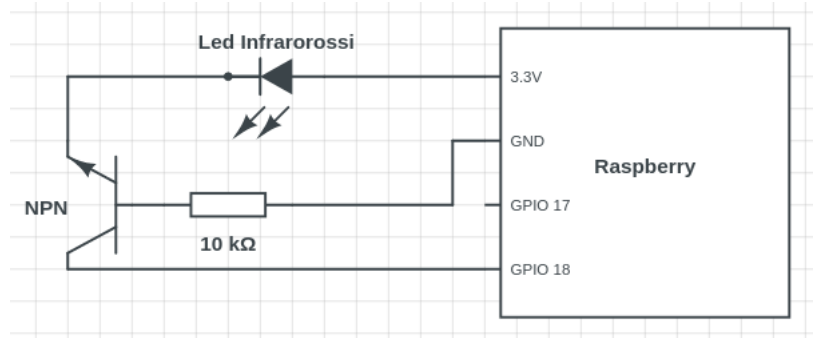 Led Infrarorossi
3.3V
GND
Raspberry
NPN
GPIO 17
10 kΩ
GPIO 18